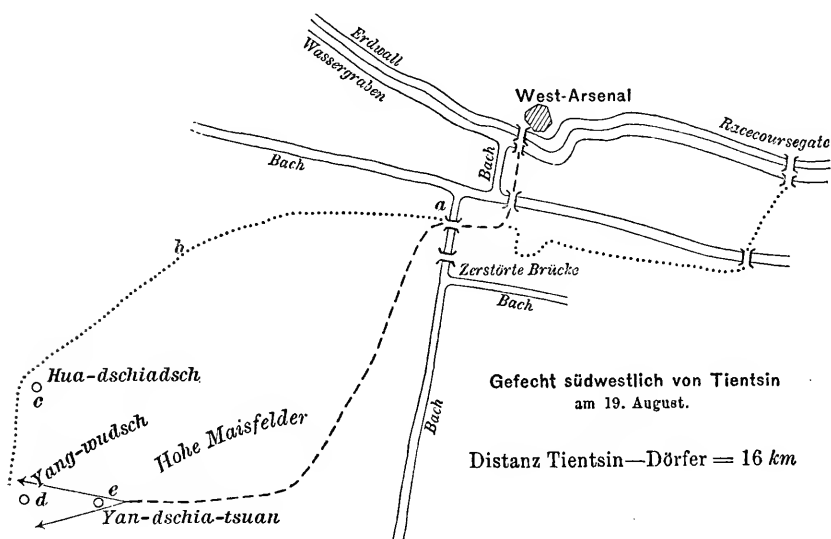 Erdwall
Wassergraben
West-Arsenal
Racecoursegate
Bach
Bach
a
h
Zerstörte Brücke
Bach
Hua-dschiadsch
c
Gefecht südwestlich von Tientsin
am 19. August.
Yang-wudsch
Hohe Maisfelder
Bach
Distanz Tientsin—Dörfer = 16 km
d
e
Yan-dschia-tsuan